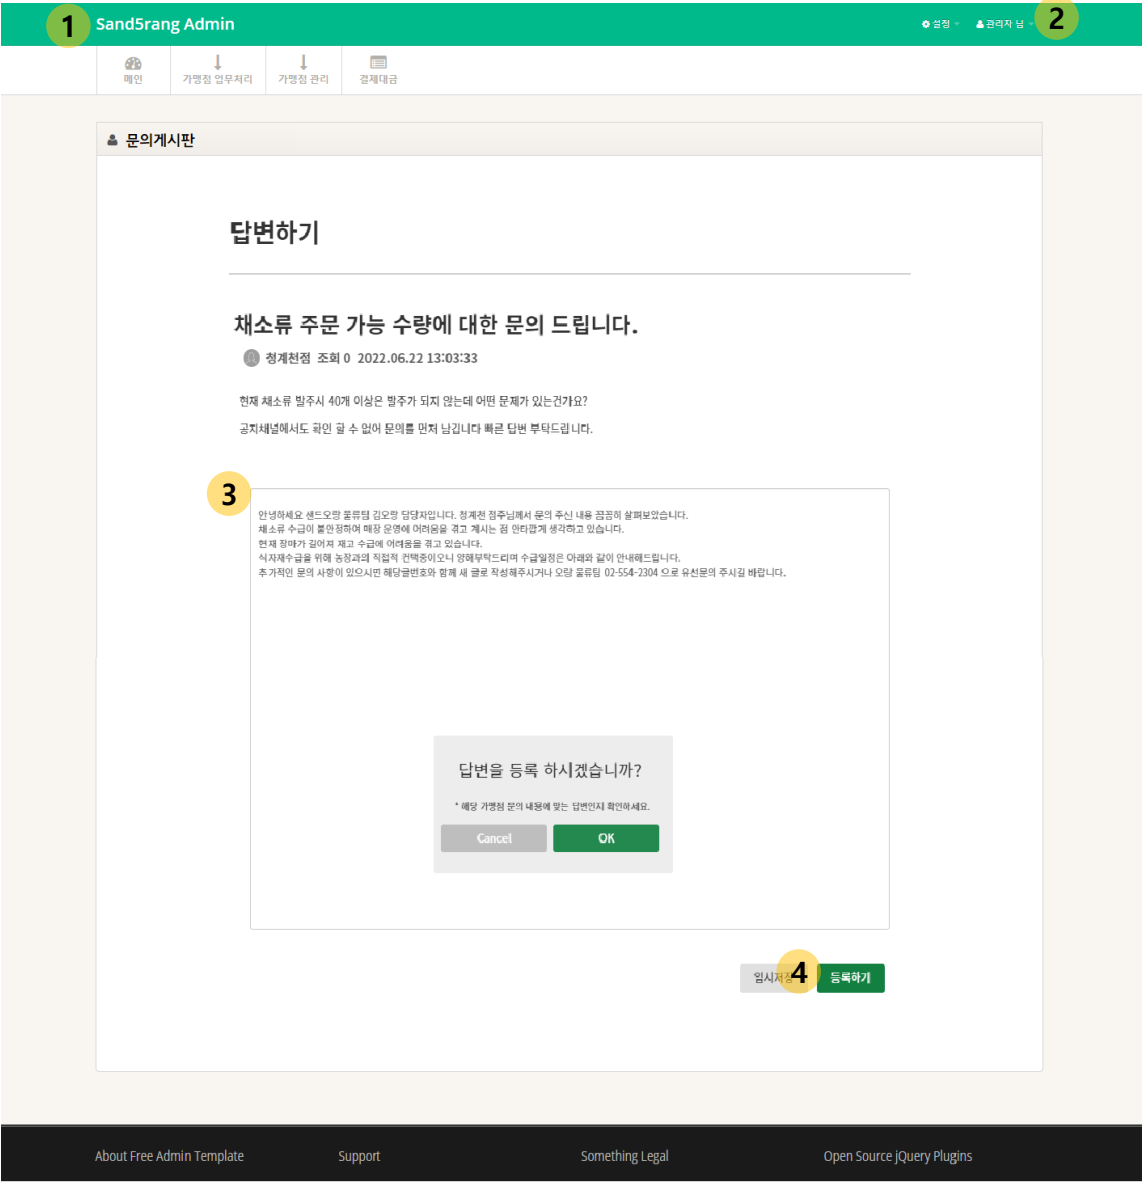 1
Sand5rang Admin
설정
관리자 님
2
메인
가맹점 업무처리
가맹점 관리
결제대금
문의게시판
답변하기
채소류 주문 가능 수량에 대한 문의 드립니다.
청계천점 조회 0 2022.06.22 13:03:33
현재 채소류 발주시 40개 이상은 발주가 되지 않는데 어떤 문제가 있는건가요?
공지채널에서도 확인 할 수 없어 문의를 먼저 남깁니다 빠른 답변 부탁드립니다.
3
안녕하세요 샌드오랑 물류팀 김오랑 담당자입니다. 청계천 점주님께서 문의 주신 내용 꼼꼼히 살펴보았습니다.
채소류 수급이 불안정하여 매장 운영에 어려움을 겪고 계시는 점 안타깝게 생각하고 있습니다.
현재 장마가 길어져 재고 수급에 어려움을 겪고 있습니다.
식자재수급을 위해 농장과의 직접적 컨택중이오니 양해부탁드리며 수급일정은 아래와 같이 안내해드립니다.
추가적인 문의 사항이 있으시면 해당글번호와 함께 새 글로 작성해주시거나 오랑 물류팀 02-554-2304 으로 유선문의 주시길 바랍니다.
답변을 등록 하시겠습니까?
* 해당 가맹점 문의 내용에 맞는 답변인지 확인하세요.
Cancel
OK
임시저장
4
등록하기
About Free Admin Template
Support
Something Legal
Open Source jQuery Plugins